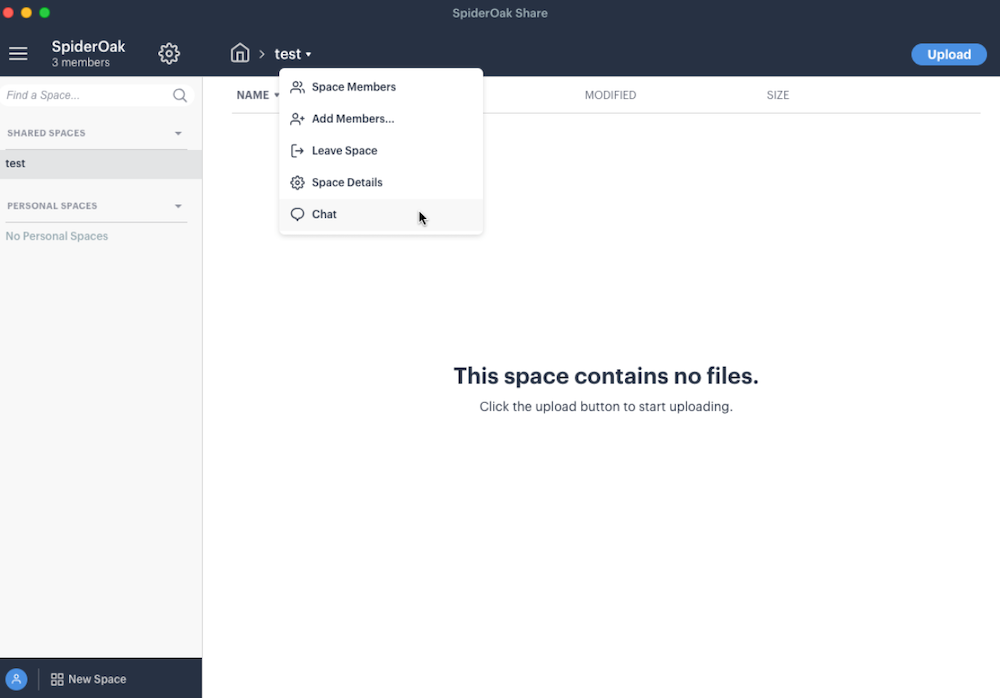 SpiderOak Share
SpiderOak
3 members
test
Upload
Find a Space...
SHARED SPACES
test
PERSONAL SPACES
No Personal Spaces
Space Members
Add Members...
Leave Space
Space Details
Chat
NAME
MODIFIED
SIZE
This space contains no files.
Click the upload button to start uploading.
New Space